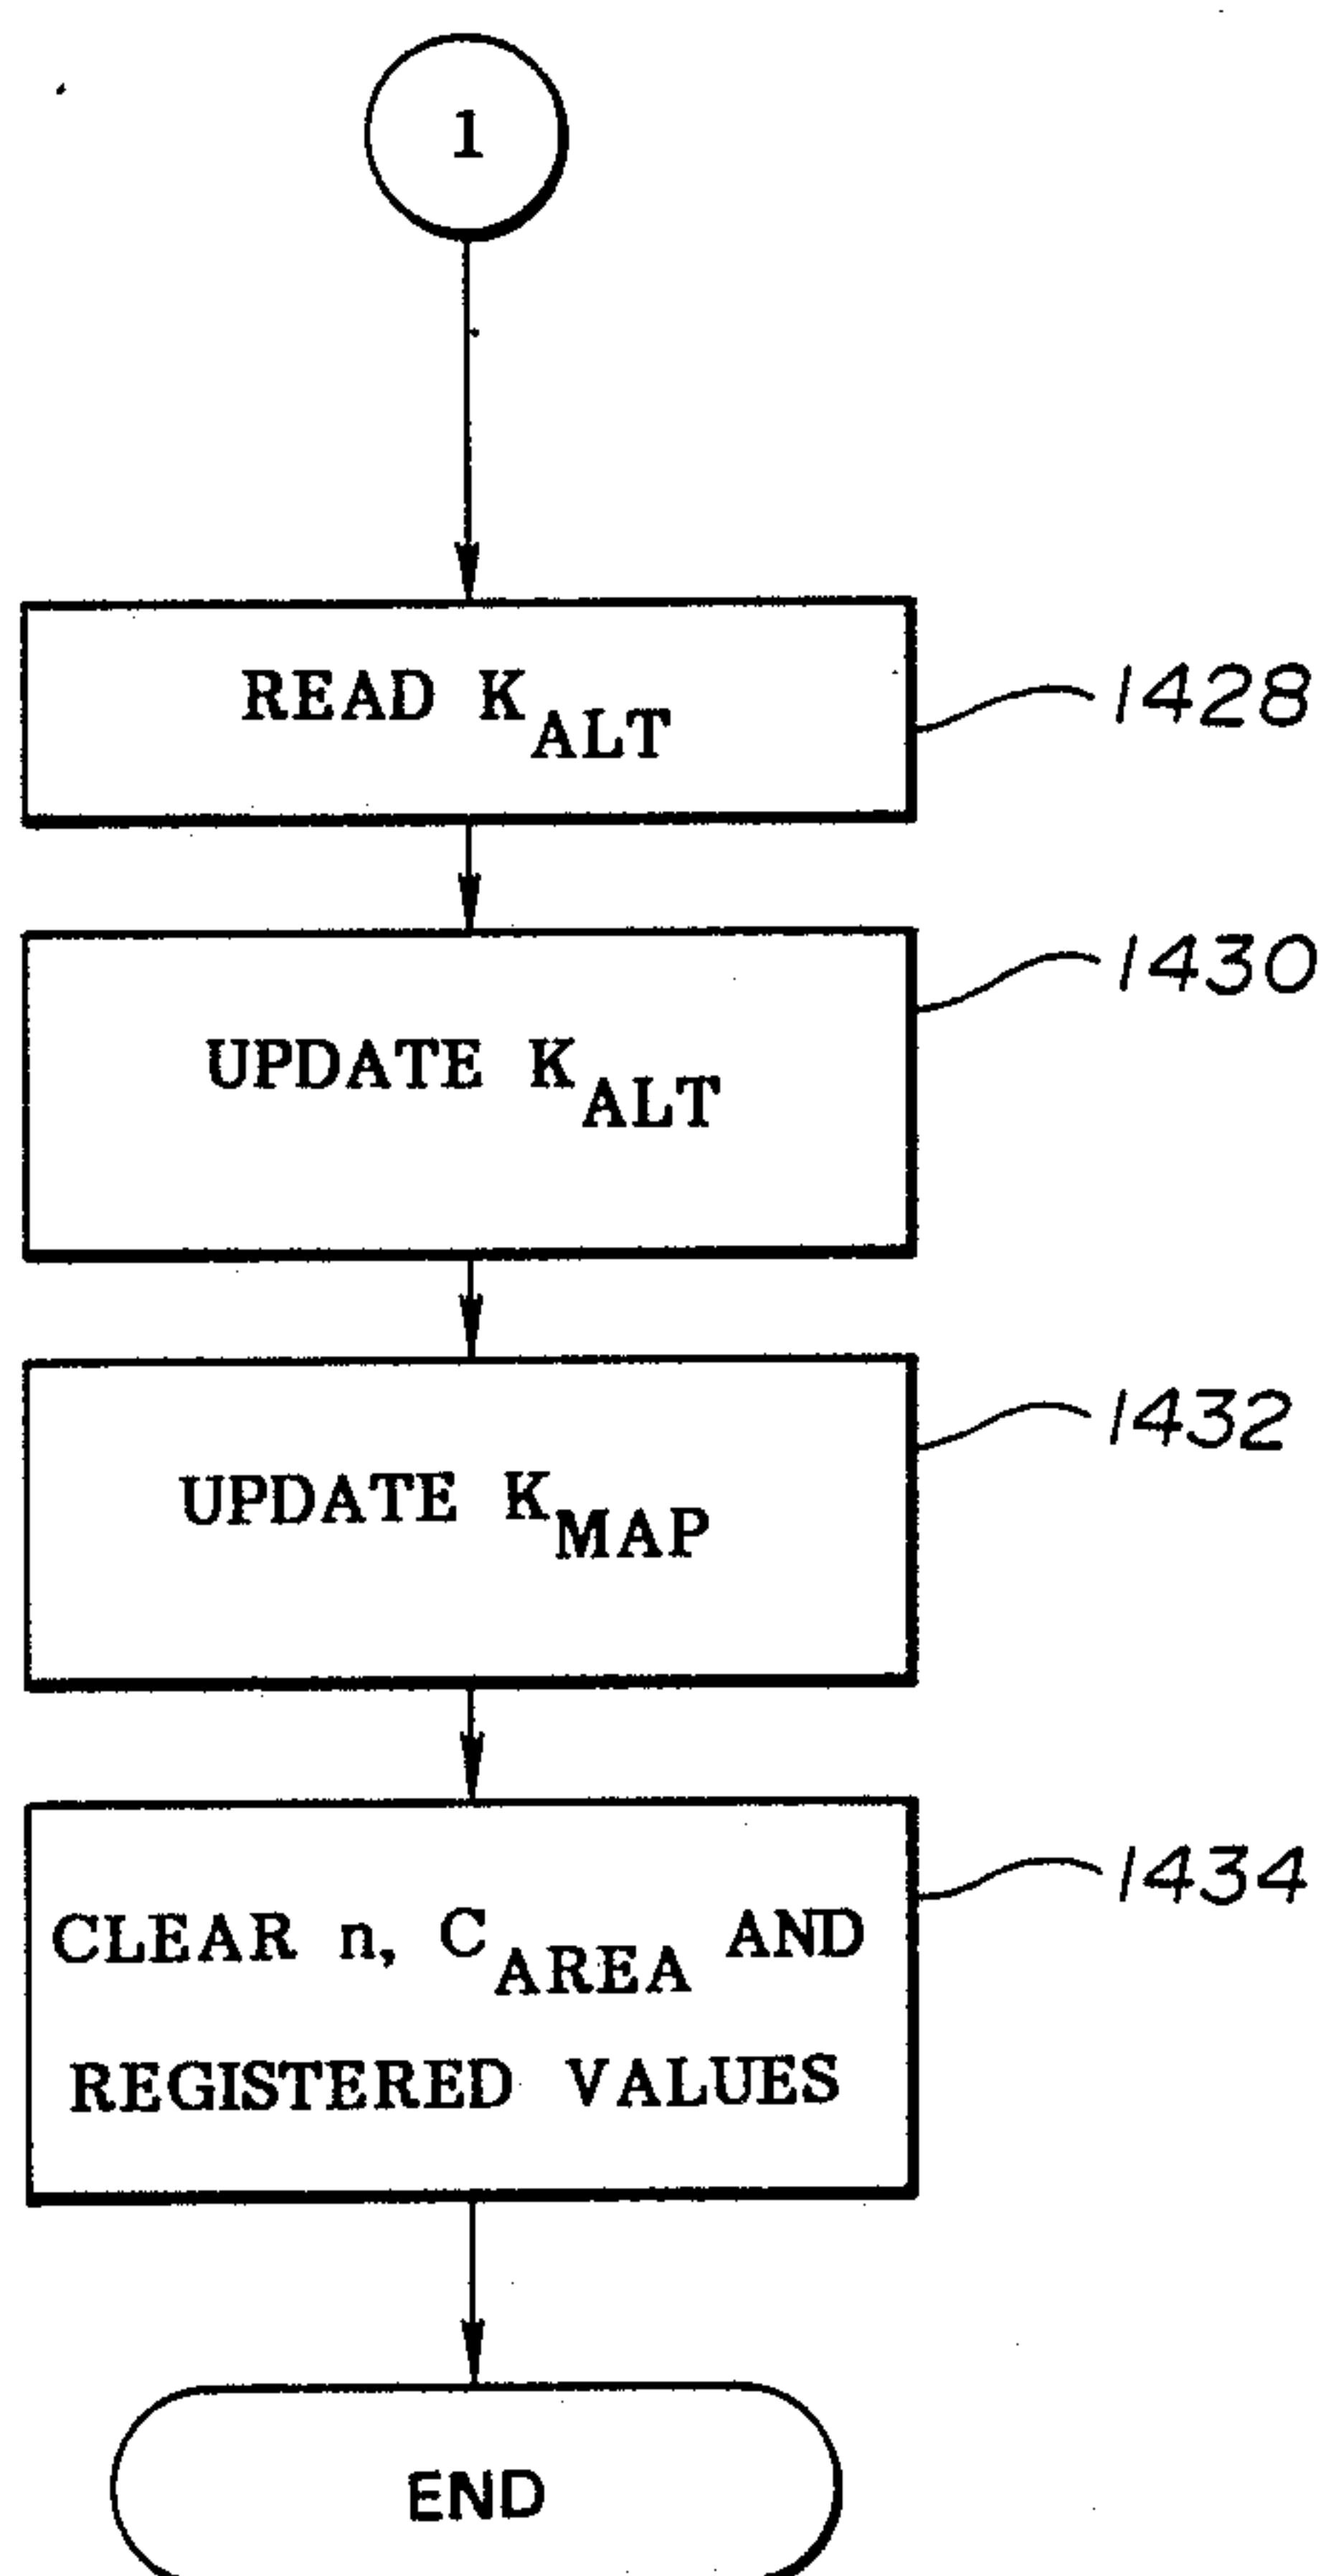 1
READ K_ALT
1428
UPDATE K_ALT
1430
UPDATE K_MAP
1432
CLEAR n, C_AREA AND
REGISTERED VALUES
1434
END